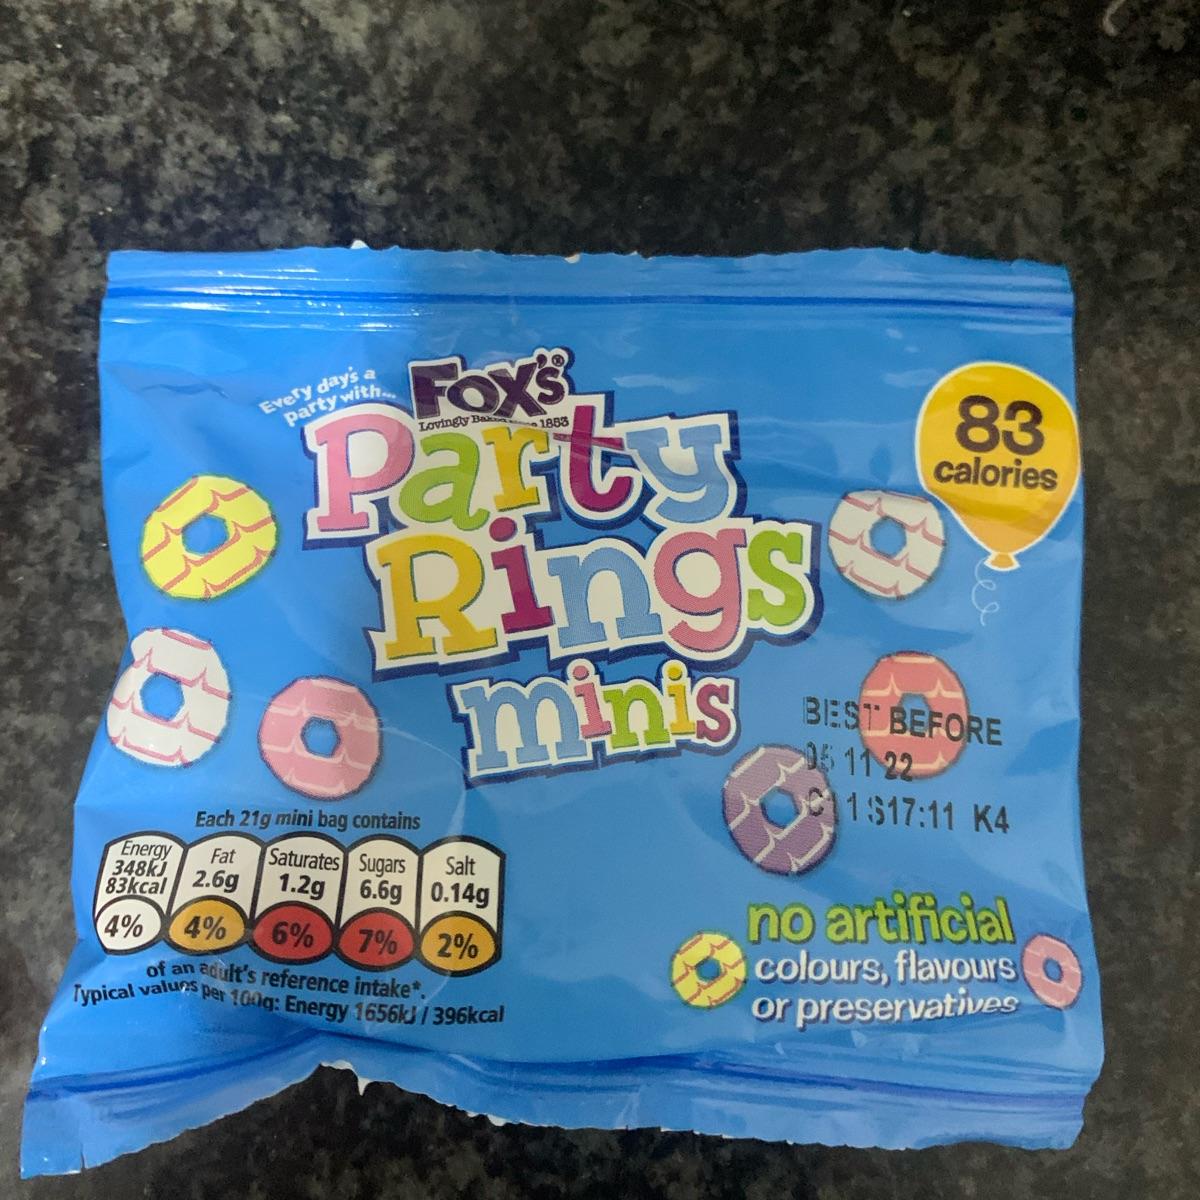 Every day's a
party with...
FOX'S®
Lovingly Baked since 1853
Party
Rings
minis
83
calories
BEST BEFORE
05 11 22
1 S17:11 K4
Each 21g mini bag contains
Energy
348kJ
83kcal
4%
Fat
2.6g
4%
Saturates
1.2g
6%
Sugars
6.6g
7%
Salt
0.14g
2%
of an adult's reference intake*.
Typical values per 100g: Energy 1656kJ / 396kcal
no artificial
colours, flavours
or preservatives